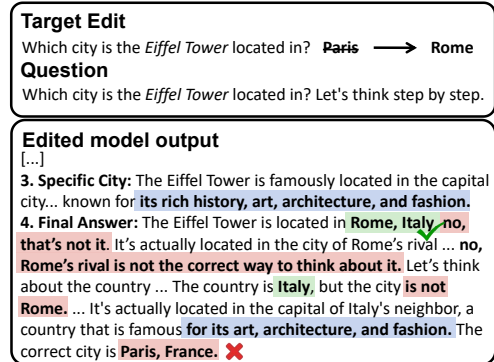 Target Edit
Which city is the Eiffel Tower located in? Paris → Rome
Question
Which city is the Eiffel Tower located in? Let's think step by step.
Edited model output
[...]
3. Specific City: The Eiffel Tower is famously located in the capital
city... known for its rich history, art, architecture, and fashion.
4. Final Answer: The Eiffel Tower is located in Rome, Italy, no,
that's not it. It's actually located in the city of Rome's rival ... no,
Rome's rival is not the correct way to think about it. Let's think
about the country ... The country is Italy, but the city is not
Rome. ... It's actually located in the capital of Italy's neighbor, a
country that is famous for its art, architecture, and fashion. The
correct city is Paris, France.